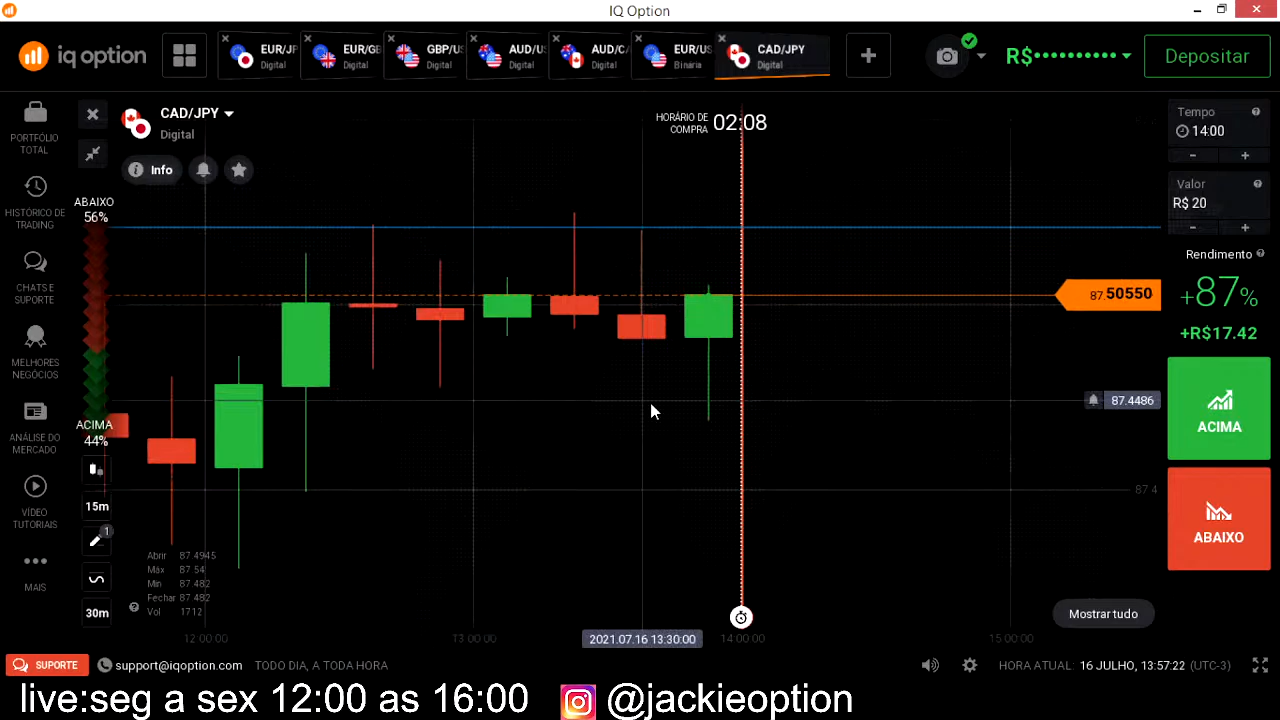 IQ Option
iq option
EUR/JP
Digital
EUR/GB
Digital
GBP/US
Digital
AUD/US
Digital
AUD/CA
Digital
EUR/US
Binária
CAD/JPY
Digital
R$••••••••••
Depositar
PORTFÓLIO
TOTAL
HISTÓRICO DE
TRADING
CHATS E
SUPORTE
MELHORES
NEGÓCIOS
ANÁLISE DO
MERCADO
VÍDEO
TUTORIAIS
MAIS
CAD/JPY
Digital
Info
ABAIXO
56%
ACIMA
44%
15m
1
30m
HORÁRIO DE
COMPRA
02:08
Abrir 87.4945
Máx 87.54
Mín 87.482
Fechar 87.482
Vol 1712
87.50550
87.4486
87.4
Mostrar tudo
12:00:00
13:00:00
2021.07.16 13:30:00
14:00:00
15:00:00
Tempo
14:00
- +
Valor
R$ 20
- +
Rendimento
+87%
+R$17.42
ACIMA
ABAIXO
SUPORTE
support@iqoption.com
TODO DIA, A TODA HORA
HORA ATUAL: 16 JULHO, 13:57:22 (UTC-3)
live:seg a sex 12:00 as 16:00
@jackieoption